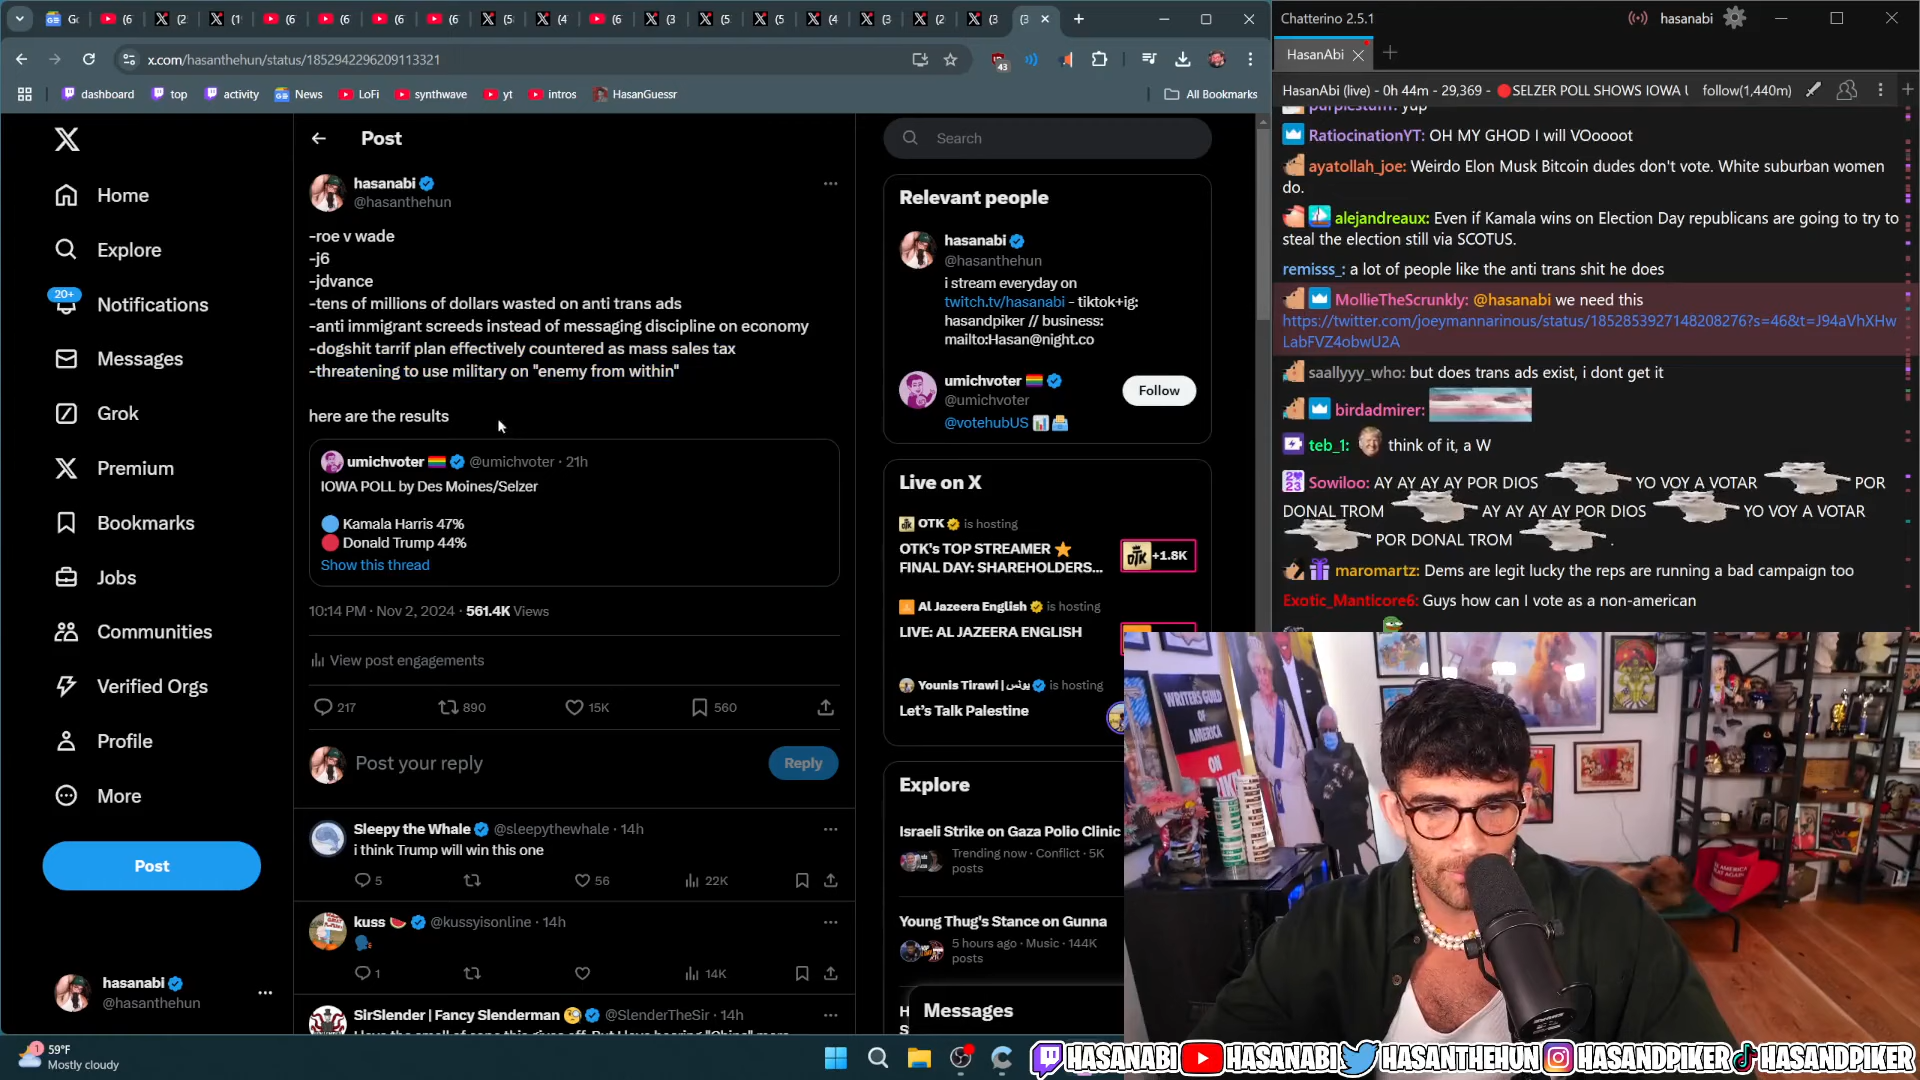 x.com/hasanthehun/status/1852942296209113321
43
dashboard
top
activity
News
LoFi
synthwave
yt
intros
HasanGuessr
All Bookmarks
Home
Explore
20+
Notifications
Messages
Grok
Premium
Bookmarks
Jobs
Communities
Verified Orgs
Profile
More
Post
hasanabi
@hasanthehun
Post
hasanabi
@hasanthehun
-roe v wade
-j6
-jdvance
-tens of millions of dollars wasted on anti trans ads
-anti immigrant screeds instead of messaging discipline on economy
-dogshit tarrif plan effectively countered as mass sales tax
-threatening to use military on "enemy from within"
here are the results
umichvoter @umichvoter · 21h
IOWA POLL by Des Moines/Selzer
Kamala Harris 47%
Donald Trump 44%
Show this thread
10:14 PM · Nov 2, 2024 · 561.4K Views
View post engagements
217
890
15K
560
Post your reply
Reply
Sleepy the Whale @sleepythewhale · 14h
i think Trump will win this one
5
56
22K
kuss @kussyisonline · 14h
1
14K
SirSlender | Fancy Slenderman @SlenderTheSir · 14h
Search
Relevant people
hasanabi
@hasanthehun
i stream everyday on
twitch.tv/hasanabi - tiktok+ig:
hasandpiker // business:
mailto:Hasan@night.co
umichvoter
@umichvoter
@votehubUS
Follow
Live on X
OTK is hosting
OTK's TOP STREAMER
FINAL DAY: SHAREHOLDERS...
+1.8K
Al Jazeera English is hosting
LIVE: AL JAZEERA ENGLISH
Younis Tirawi | يونس is hosting
Let's Talk Palestine
Explore
Israeli Strike on Gaza Polio Clinic
Trending now · Conflict · 5K
posts
Young Thug's Stance on Gunna
5 hours ago · Music · 144K
posts
Messages
Chatterino 2.5.1
hasanabi
HasanAbi
HasanAbi (live) - 0h 44m - 29,369 - SELZER POLL SHOWS IOWA
follow(1,440m)
purplestuff: yup
RatiocinationYT: OH MY GHOD I will VOoooot
ayatollah_joe: Weirdo Elon Musk Bitcoin dudes don't vote. White suburban women
do.
alejandreaux: Even if Kamala wins on Election Day republicans are going to try to
steal the election still via SCOTUS.
remisss_: a lot of people like the anti trans shit he does
MollieTheScrunkly: @hasanabi we need this
https://twitter.com/joeymannarinous/status/1852853927148208276?s=46&t=J94aVhXHw
LabFVZ4obwU2A
saallyyy_who: but does trans ads exist, i dont get it
birdadmirer:
teb_1: think of it, a W
Sowiloo: AY AY AY AY POR DIOS YO VOY A VOTAR POR
DONAL TROM AY AY AY AY POR DIOS YO VOY A VOTAR
POR DONAL TROM .
maromartz: Dems are legit lucky the reps are running a bad campaign too
Exotic_Manticore6: Guys how can I vote as a non-american
WRITERS GUILD
OF
AMERICA
ON
1
59°F
Mostly cloudy
HASANABI
HASANABI
HASANTHEHUN
HASANDPIKER
HASANDPIKER